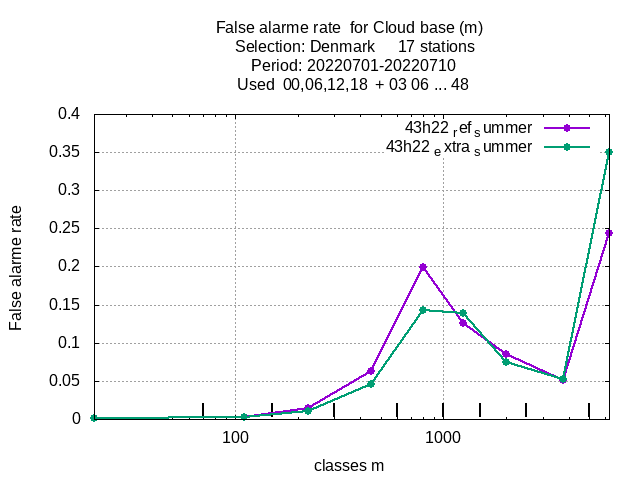 False alarme rate  for Cloud base (m)
Selection: Denmark     17 stations
Period: 20220701-20220710
Used  00,06,12,18  + 03 06 ... 48
43h22 ref summer
43h22 extra summer
0.4
0.35
0.3
0.25
0.2
0.15
0.1
0.05
0
False alarme rate
100
1000
classes m